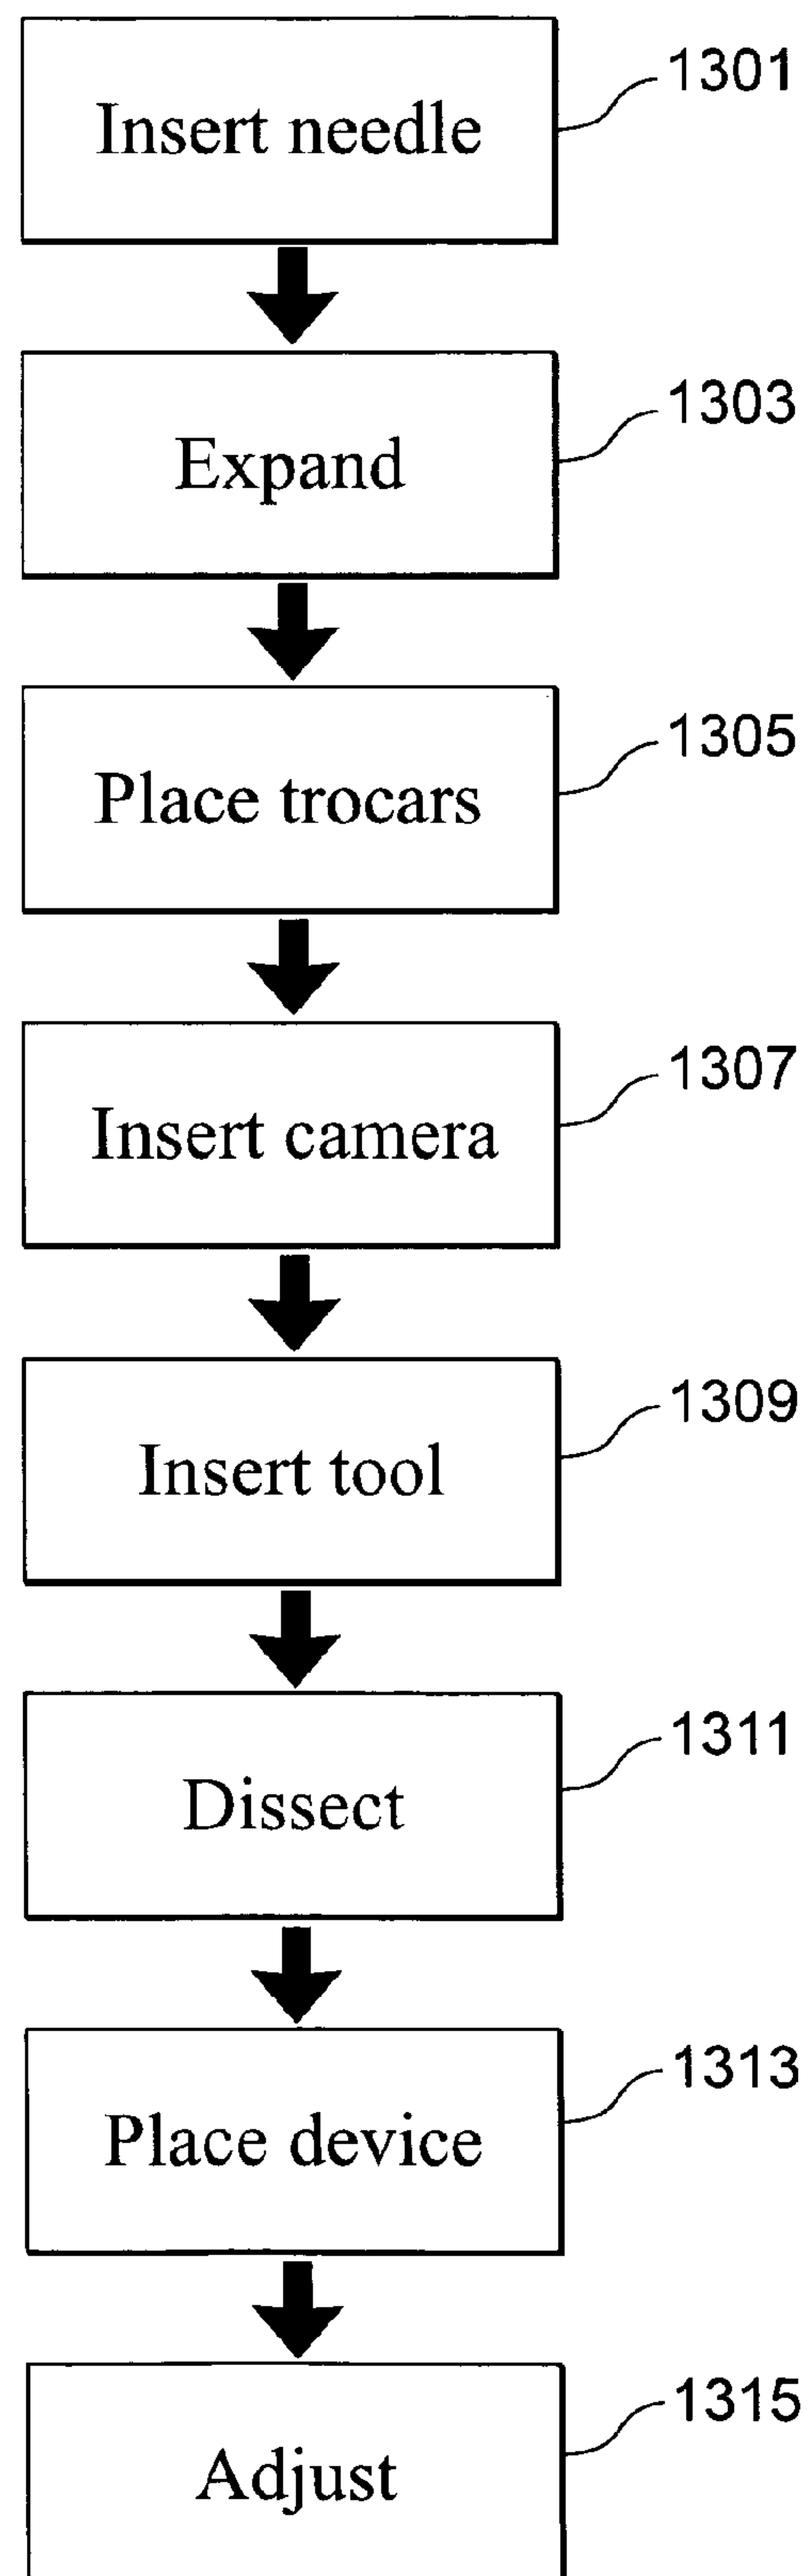 Insert needle
1301
Expand
1303
Place trocars
1305
Insert camera
1307
Insert tool
1309
Dissect
1311
Place device
1313
Adjust
1315